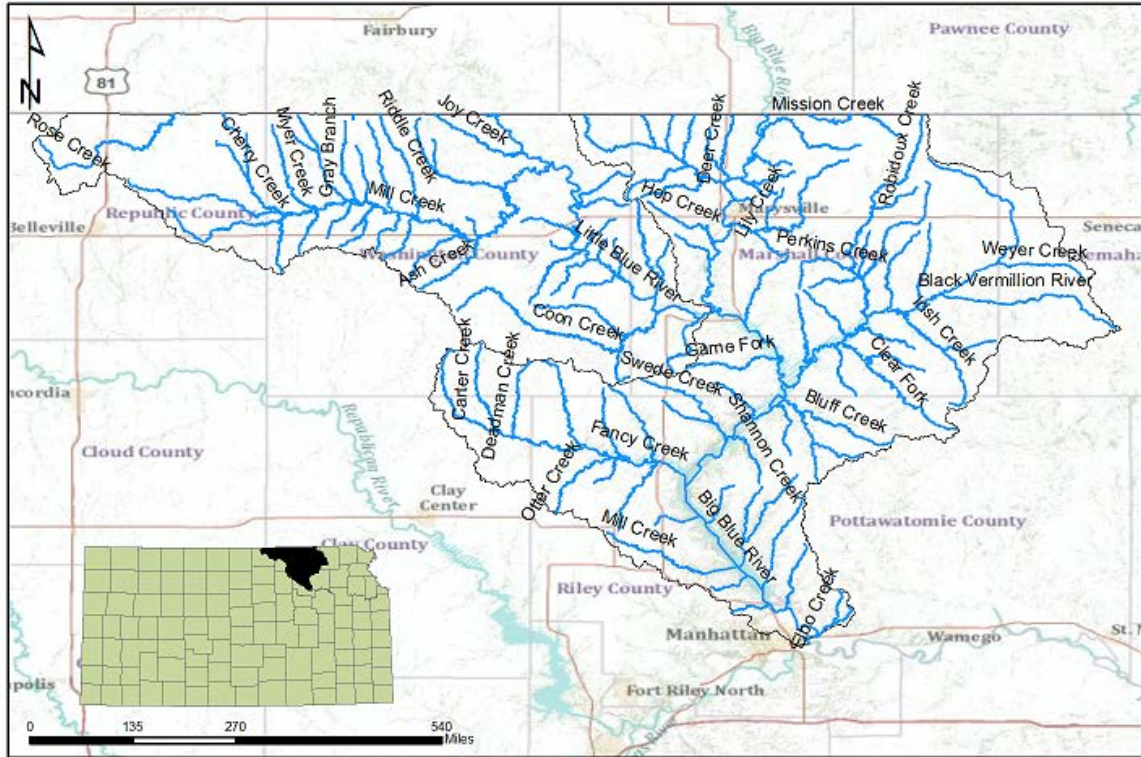 Fairbury
Pawnee County
Big Blue River
81
N
Mission Creek
Rose Creek
Cherry Creek
Myer Creek
Gray Branch
Riddle Creek
Joy Creek
Deer Creek
Robidoux Creek
Mill Creek
Hop Creek
Lily Creek
Marysville
Republic County
Belleville
Seneca
Little Blue River
Perkins Creek
Weyer Creek
Ash Creek
Black Vermillion River
Coon Creek
Game Fork
Irish Creek
Clear Fork
Swede Creek
Carter Creek
Deadman Creek
Bluff Creek
Shannon Creek
Republican River
Fancy Creek
Cloud County
Otter Creek
Clay
Center
Mill Creek
Big Blue River
Pottawatomie County
Clay County
Riley County
Elbo Creek
Manhattan
Wamego
Fort Riley North
0
135
270
540
Miles